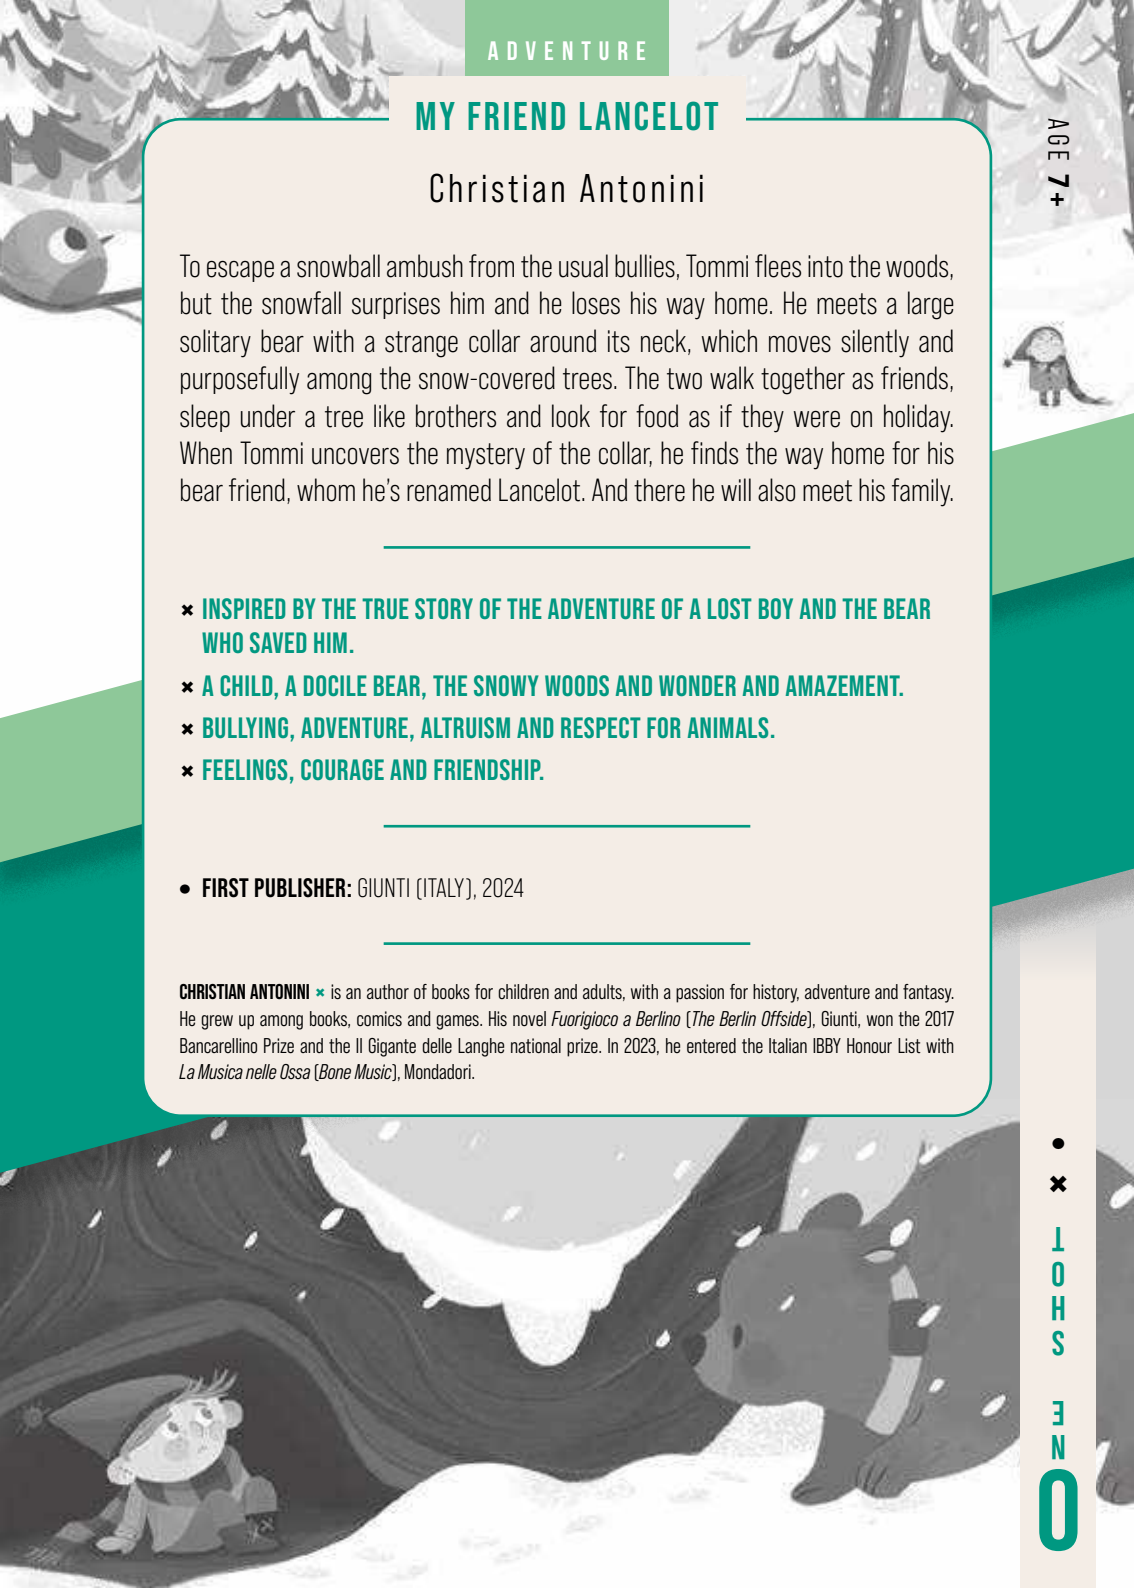 ADVENTURE
MY FRIEND LANCELOT
Christian Antonini
AGE 7+
To escape a snowball ambush from the usual bullies, Tommi flees into the woods,
but the snowfall surprises him and he loses his way home. He meets a large
solitary bear with a strange collar around its neck, which moves silently and
purposefully among the snow-covered trees. The two walk together as friends,
sleep under a tree like brothers and look for food as if they were on holiday.
When Tommi uncovers the mystery of the collar, he finds the way home for his
bear friend, whom he's renamed Lancelot. And there he will also meet his family.
× INSPIRED BY THE TRUE STORY OF THE ADVENTURE OF A LOST BOY AND THE BEAR
WHO SAVED HIM.
× A CHILD, A DOCILE BEAR, THE SNOWY WOODS AND WONDER AND AMAZEMENT.
× BULLYING, ADVENTURE, ALTRUISM AND RESPECT FOR ANIMALS.
× FEELINGS, COURAGE AND FRIENDSHIP.
• FIRST PUBLISHER: GIUNTI (ITALY), 2024
CHRISTIAN ANTONINI × is an author of books for children and adults, with a passion for history, adventure and fantasy.
He grew up among books, comics and games. His novel Fuorigioco a Berlino (The Berlin Offside), Giunti, won the 2017
Bancarellino Prize and the Il Gigante delle Langhe national prize. In 2023, he entered the Italian IBBY Honour List with
La Musica nelle Ossa (Bone Music), Mondadori.
ONE SHOT × •